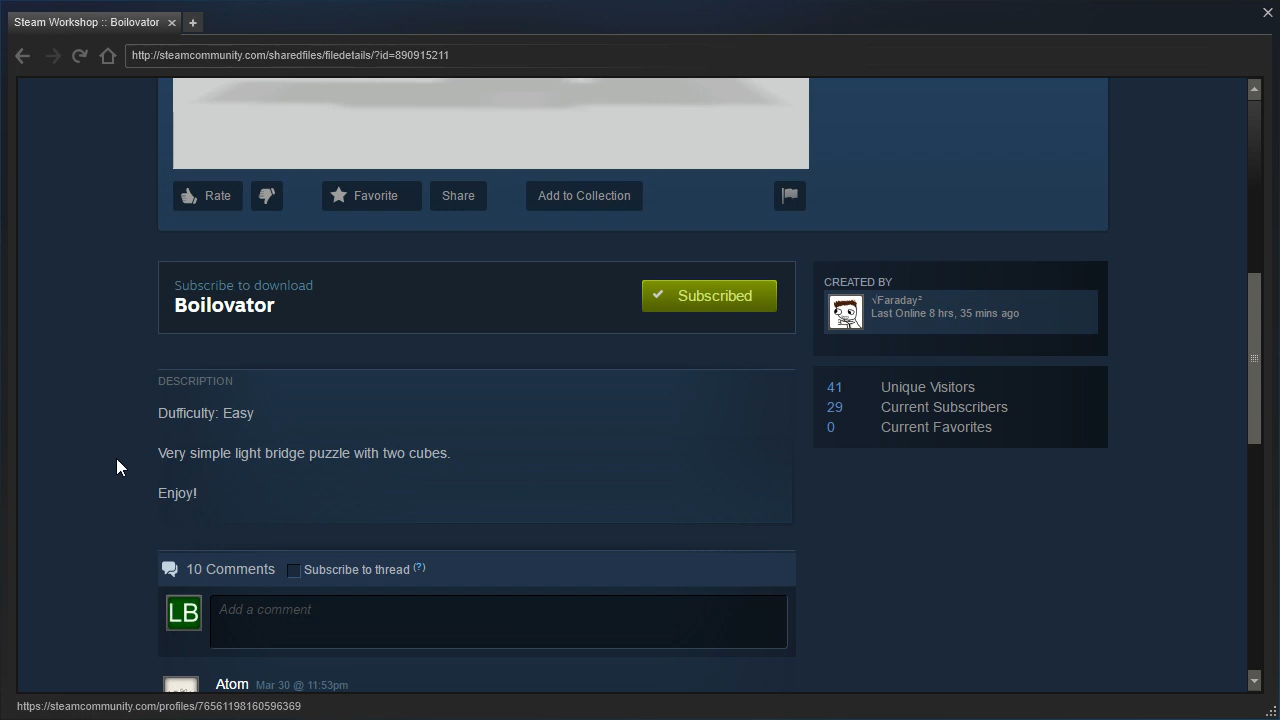 Steam Workshop :: Boilovator
http://steamcommunity.com/sharedfiles/filedetails/?id=890915211
Rate
Favorite
Share
Add to Collection
Subscribe to download
Boilovator
Subscribed
CREATED BY
√Faraday²
Last Online 8 hrs, 35 mins ago
41 Unique Visitors
29 Current Subscribers
0 Current Favorites
DESCRIPTION
Dufficulty: Easy
Very simple light bridge puzzle with two cubes.
Enjoy!
10 Comments Subscribe to thread (?)
LB
Add a comment
Atom Mar 30 @ 11:53pm
https://steamcommunity.com/profiles/76561198160596369